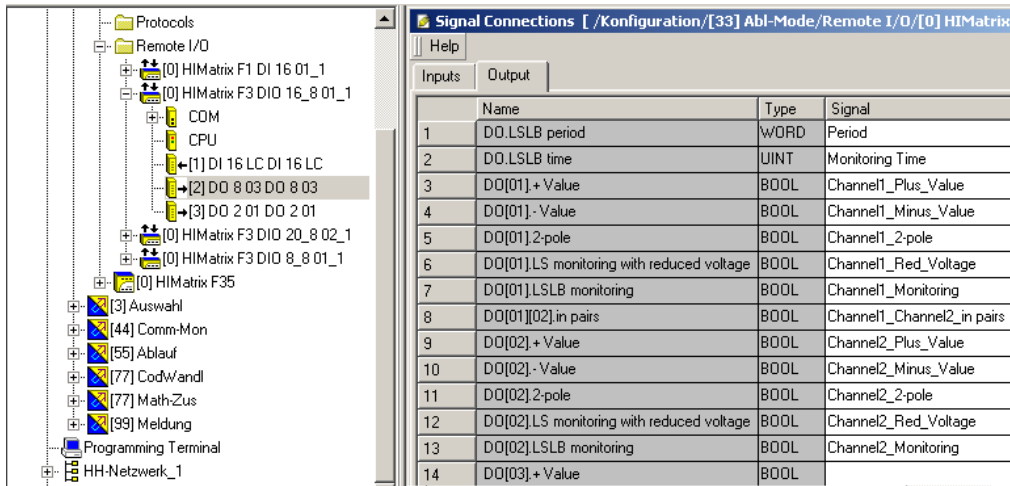 Protocols
Remote I/O
[0] HIMatrix F1 DI 16 01_1
[0] HIMatrix F3 DIO 16_8 01_1
COM
CPU
[1] DI 16 LC DI 16 LC
[2] DO 8 03 DO 8 03
[3] DO 2 01 DO 2 01
[0] HIMatrix F3 DIO 20_8 02_1
[0] HIMatrix F3 DIO 8_8 01_1
[0] HIMatrix F35
[3] Auswahl
[44] Comm-Mon
[55] Ablauf
[77] CodWandl
[77] Math-Zus
[99] Meldung
Programming Terminal
HH-Netzwerk_1
Signal Connections [ /Konfiguration/[33] Abl-Mode/Remote I/O/[0] HIMatrix
Help
Inputs Output
Name Type Signal
1 DO.LSLB period WORD Period
2 DO.LSLB time UINT Monitoring Time
3 DO[01].+ Value BOOL Channel1_Plus_Value
4 DO[01].- Value BOOL Channel1_Minus_Value
5 DO[01].2-pole BOOL Channel1_2-pole
6 DO[01].LS monitoring with reduced voltage BOOL Channel1_Red_Voltage
7 DO[01].LSLB monitoring BOOL Channel1_Monitoring
8 DO[01][02].in pairs BOOL Channel1_Channel2_in pairs
9 DO[02].+ Value BOOL Channel2_Plus_Value
10 DO[02].- Value BOOL Channel2_Minus_Value
11 DO[02].2-pole BOOL Channel2_2-pole
12 DO[02].LS monitoring with reduced voltage BOOL Channel2_Red_Voltage
13 DO[02].LSLB monitoring BOOL Channel2_Monitoring
14 DO[03].+ Value BOOL